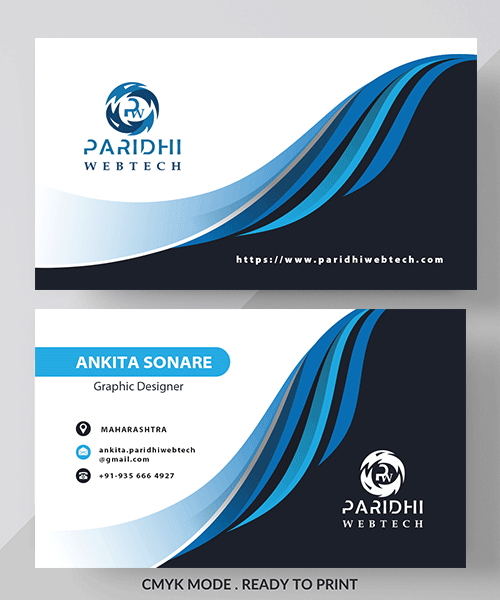 PW
PARIDHI
WEBTECH
https://www.paridhiwebtech.com
ANKITA SONARE
Graphic Designer
MAHARASHTRA
ankita.paridhiwebtech
@gmail.com
+91-935 666 4927
PW
PARIDHI
WEBTECH
CMYK MODE . READY TO PRINT